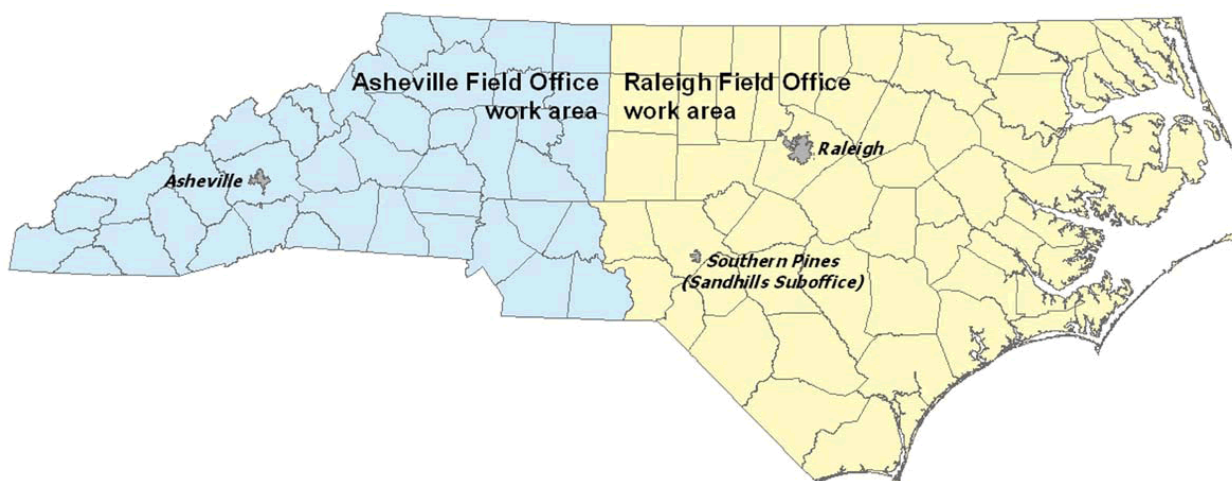 Asheville Field Office
work area
Raleigh Field Office
work area
Raleigh
Asheville
Southern Pines
(Sandhills Suboffice)